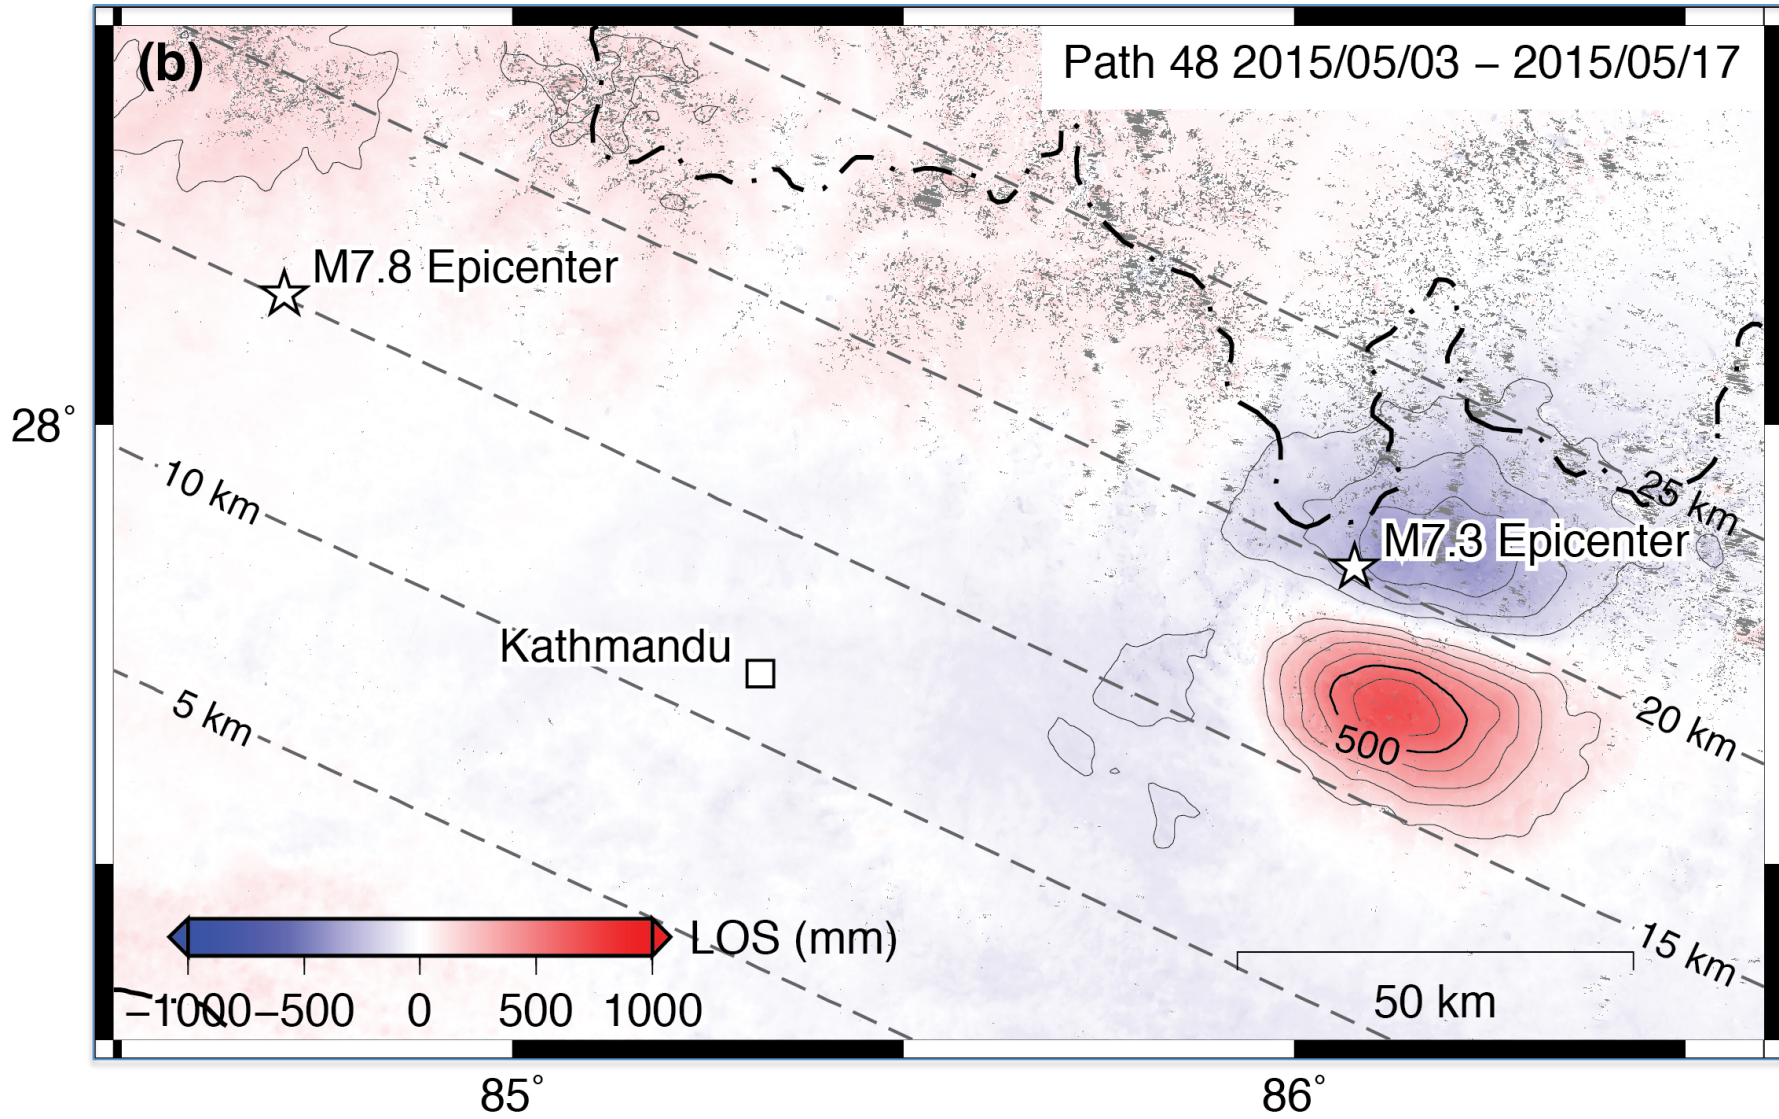 (b)
Path 48 2015/05/03 – 2015/05/17
M7.8 Epicenter
28°
10 km
25 km
M7.3 Epicenter
Kathmandu
5 km
20 km
500
LOS (mm)
15 km
−1000 −500 0 500 1000
50 km
85° 86°